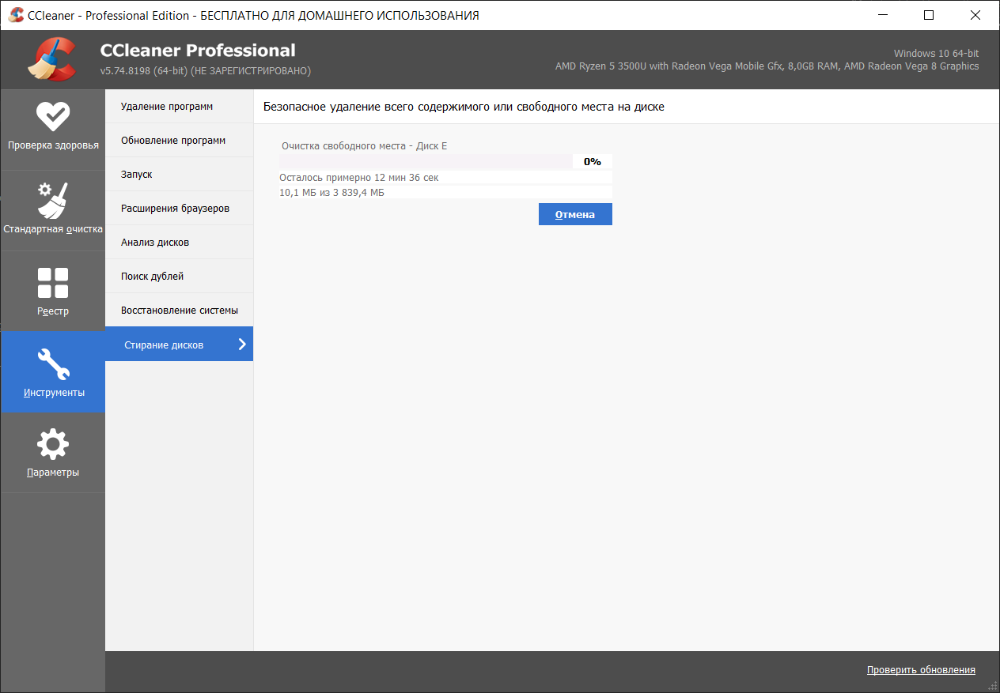 CCleaner - Professional Edition - БЕСПЛАТНО ДЛЯ ДОМАШНЕГО ИСПОЛЬЗОВАНИЯ
CCleaner Professional
v5.74.8198 (64-bit) (НЕ ЗАРЕГИСТРИРОВАНО)
Windows 10 64-bit
AMD Ryzen 5 3500U with Radeon Vega Mobile Gfx, 8,0GB RAM, AMD Radeon Vega 8 Graphics
Проверка здоровья
Стандартная очистка
Реестр
Инструменты
Параметры
Удаление программ
Обновление программ
Запуск
Расширения браузеров
Анализ дисков
Поиск дублей
Восстановление системы
Стирание дисков
Безопасное удаление всего содержимого или свободного места на диске
Очистка свободного места - Диск E
0%
Осталось примерно 12 мин 36 сек
10,1 МБ из 3 839,4 МБ
Отмена
Проверить обновления